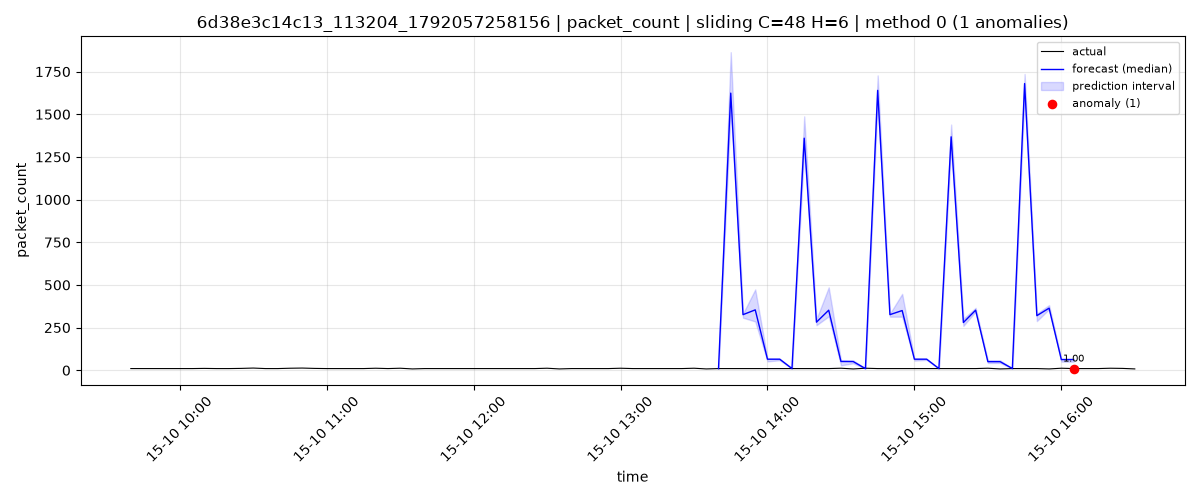 6d38e3c14c13_113204_1792057258156 | packet_count | sliding C=48 H=6 | method 0 (1 anomalies)
actual
forecast (median)
prediction interval
anomaly (1)
1750
1500
1250
1000
750
500
250
0
packet_count
1.00
15-10 10:00
15-10 11:00
15-10 12:00
15-10 13:00
15-10 14:00
15-10 15:00
15-10 16:00
time